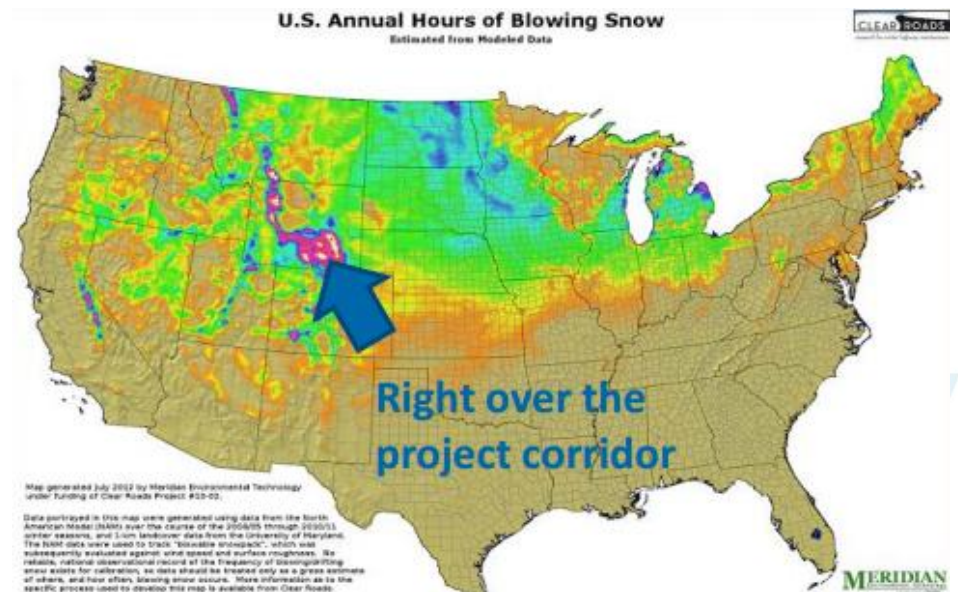 U.S. Annual Hours of Blowing Snow
Estimated from Modeled Data
CLEAR ROADS
Right over the
project corridor
Map generated July 2012 by Meridian Environmental Technology
under funding of Clear Roads Project #10-02.
Data portrayed in this map were generated using data from the North
American Model (NAM) over the course of the through 2010/11
winter seasons, and 1-km landcover data from the University of Maryland.
The NAM data were used to track "blowable snowpack", which was
subsequently evaluated against wind speed and surface roughness. No
reliable, national observational record of the frequency of blowing/drifting
snow exists for calibration, so data should be treated only as a gross estimate
of where, and how often, blowing snow occurs. More information as to the
specific process used to develop this map is available from Clear Roads.
MERIDIAN